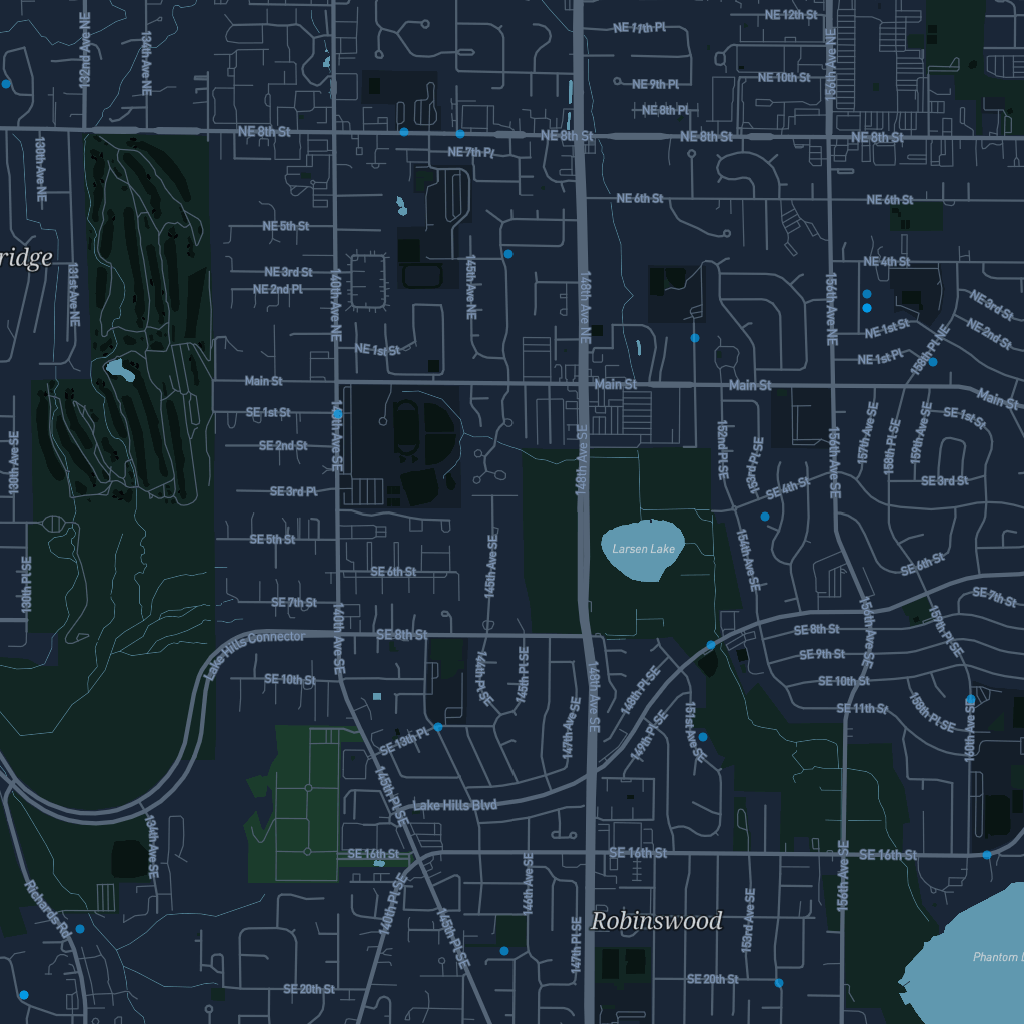 NE 12th St
NE 11th Pl
132nd Ave NE
134th Ave NE
156th Ave NE
NE 10th St
NE 9th Pl
NE 8th Pl
NE 8th St
NE 8th St
NE 8th St
NE 8th St
NE 7th Pl
130th Ave NE
NE 6th St
NE 6th St
NE 5th St
ridge
NE 4th St
NE 3rd St
NE 2nd Pl
131st Ave NE
140th Ave NE
145th Ave NE
148th Ave NE
156th Ave NE
NE 3rd St
NE 2nd St
NE 1st St
NE 1st St
NE 1st Pl
158th Pl NE
Main St
Main St
Main St
Main St
SE 1st St
SE 1st St
SE 2nd St
130th Ave SE
148th Ave SE
152nd Pl SE
153rd Pl SE
156th Ave SE
157th Ave SE
158th Pl SE
159th Ave SE
SE 3rd St
SE 3rd Pl
SE 4th St
SE 5th St
145th Ave SE
Larsen Lake
154th Ave SE
SE 6th St
SE 6th St
130th Pl SE
SE 7th St
SE 7th St
140th Ave SE
Lake Hills Connector
SE 8th St
SE 8th St
156th Ave SE
159th Pl SE
SE 9th St
SE 10th St
SE 10th St
144th Pl SE
145th Pl SE
148th Ave SE
148th Pl SE
SE 11th St
158th Pl SE
160th Ave SE
147th Ave SE
149th Pl SE
151st Ave SE
SE 13th Pl
145th Pl SE
Lake Hills Blvd
134th Ave SE
SE 16th St
SE 16th St
SE 16th St
156th Ave SE
Richards Rd
140th Pl SE
146th Ave SE
145th Pl SE
147th Pl SE
Robinswood
153rd Ave SE
SE 20th St
SE 20th St
Phantom L